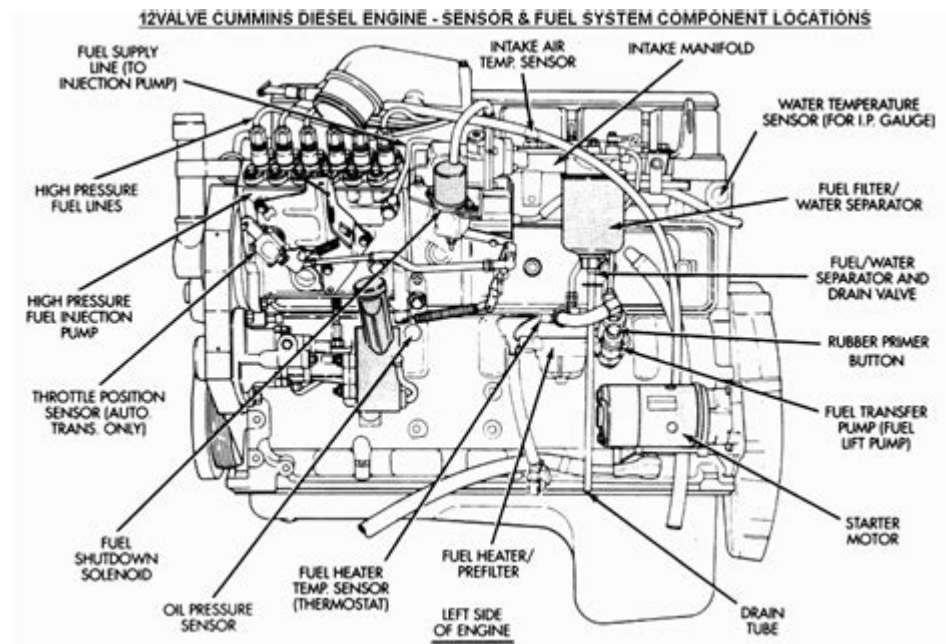 12VALVE CUMMINS DIESEL ENGINE - SENSOR & FUEL SYSTEM COMPONENT LOCATIONS
FUEL SUPPLY
LINE (TO
INJECTION PUMP)
INTAKE AIR
TEMP. SENSOR
INTAKE MANIFOLD
WATER TEMPERATURE
SENSOR (FOR I.P. GAUGE)
HIGH PRESSURE
FUEL LINES
FUEL FILTER/
WATER SEPARATOR
HIGH PRESSURE
FUEL INJECTION
PUMP
FUEL/WATER
SEPARATOR AND
DRAIN VALVE
RUBBER PRIMER
BUTTON
THROTTLE POSITION
SENSOR (AUTO.
TRANS. ONLY)
FUEL TRANSFER
PUMP (FUEL
LIFT PUMP)
FUEL
SHUTDOWN
SOLENOID
STARTER
MOTOR
OIL PRESSURE
SENSOR
FUEL HEATER
TEMP. SENSOR
(THERMOSTAT)
FUEL HEATER/
PREFILTER
DRAIN
TUBE
LEFT SIDE
OF ENGINE